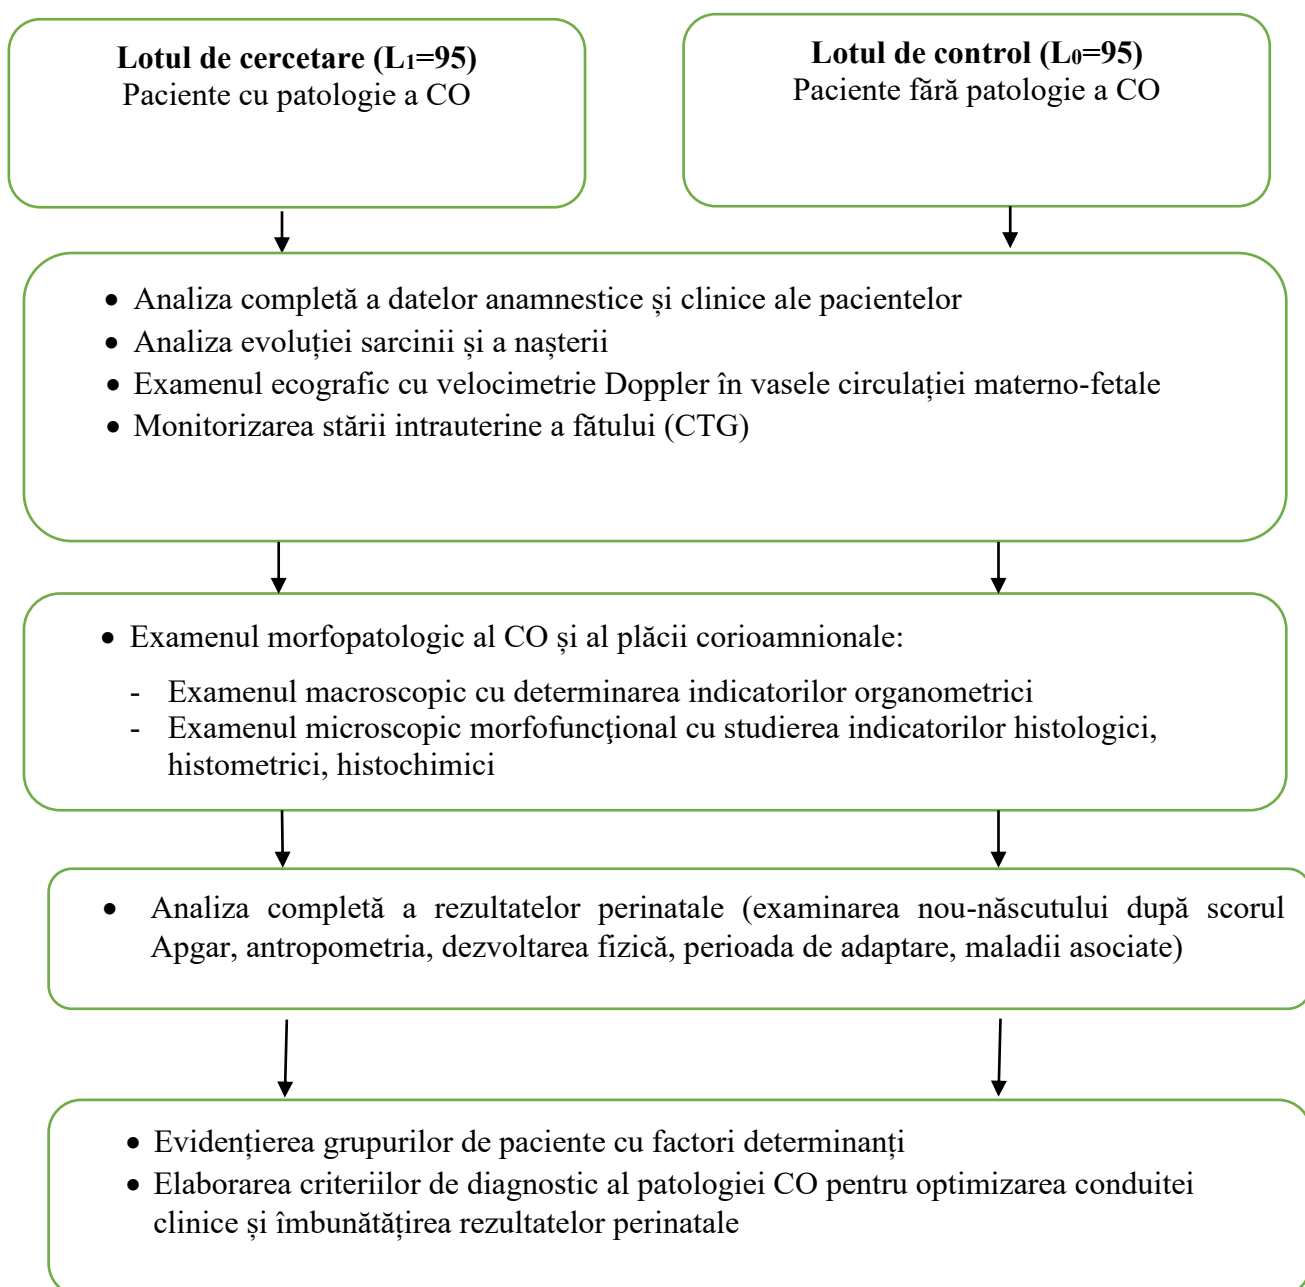 Lotul de cercetare (L₁=95)
Paciente cu patologie a CO
Lotul de control (L₀=95)
Paciente fără patologie a CO
• Analiza completă a datelor anamnestice și clinice ale pacientelor
• Analiza evoluției sarcinii și a nașterii
• Examenul ecografic cu velocimetrie Doppler în vasele circulației materno-fetale
• Monitorizarea stării intrauterine a fătului (CTG)
• Examenul morfopatologic al CO și al plăcii corioamnionale:
- Examenul macroscopic cu determinarea indicatorilor organometrici
- Examenul microscopic morfofuncţional cu studierea indicatorilor histologici,
histometrici, histochimici
• Analiza completă a rezultatelor perinatale (examinarea nou-născutului după scorul
Apgar, antropometria, dezvoltarea fizică, perioada de adaptare, maladii asociate)
• Evidențierea grupurilor de paciente cu factori determinanți
• Elaborarea criteriilor de diagnostic al patologiei CO pentru optimizarea conduitei
clinice și îmbunătățirea rezultatelor perinatale